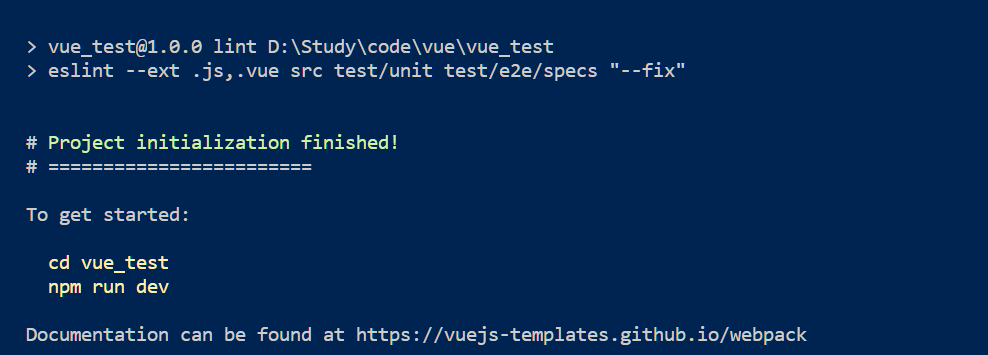 > vue_test@1.0.0 lint D:\Study\code\vue\vue_test
> eslint --ext .js,.vue src test/unit test/e2e/specs "--fix"
# Project initialization finished!
# ========================
To get started:
cd vue_test
npm run dev
Documentation can be found at https://vuejs-templates.github.io/webpack